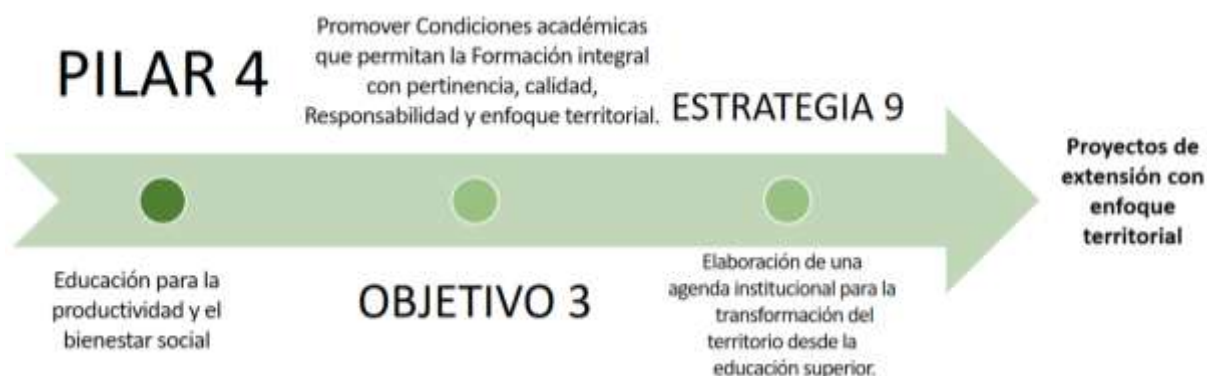 PILAR 4
Educación para la
productividad y el
bienestar social
Promover Condiciones académicas
que permitan la Formación integral
con pertinencia, calidad,
Responsabilidad y enfoque territorial.
OBJETIVO 3
ESTRATEGIA 9
Elaboración de una
agenda institucional para la
transformación del
territorio desde la
educación superior.
Proyectos de
extensión con
enfoque
territorial